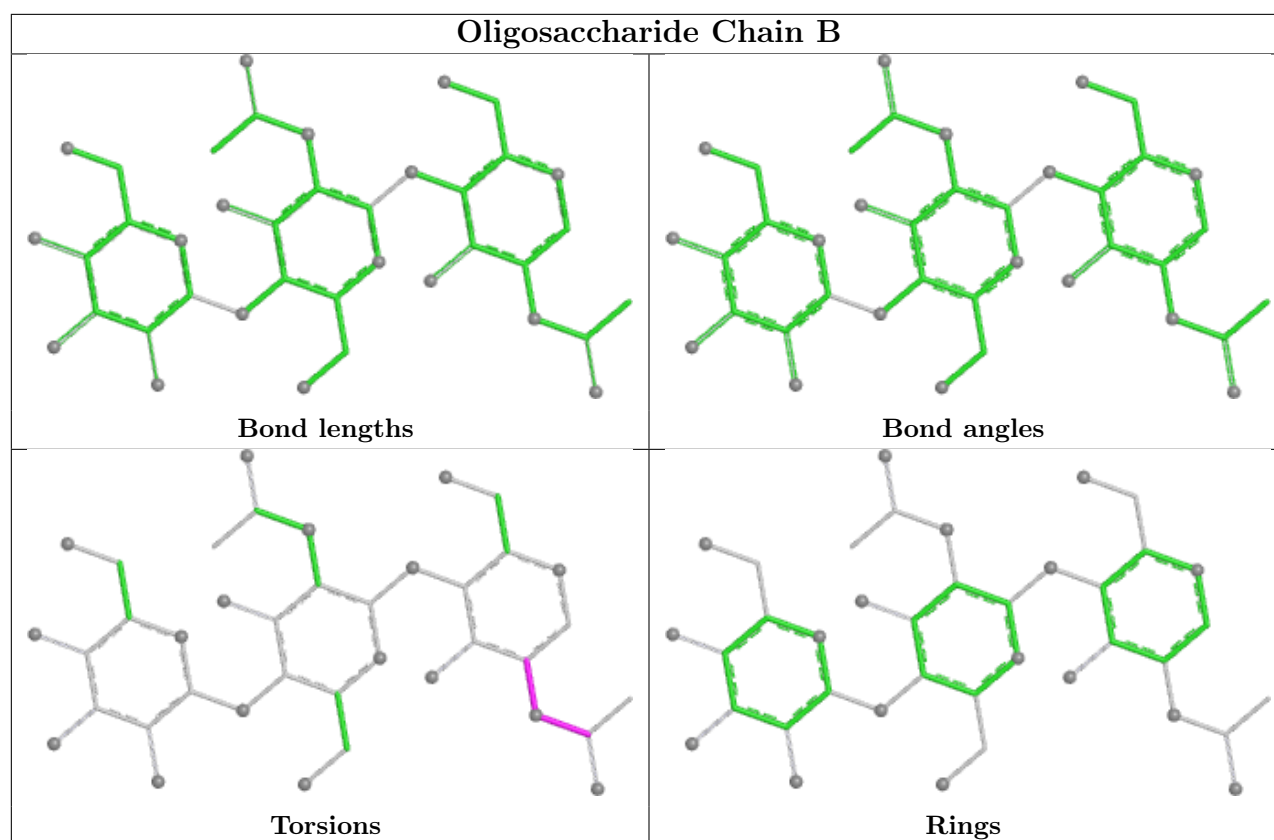 Oligosaccharide Chain B
Bond lengths
Bond angles
Torsions
Rings